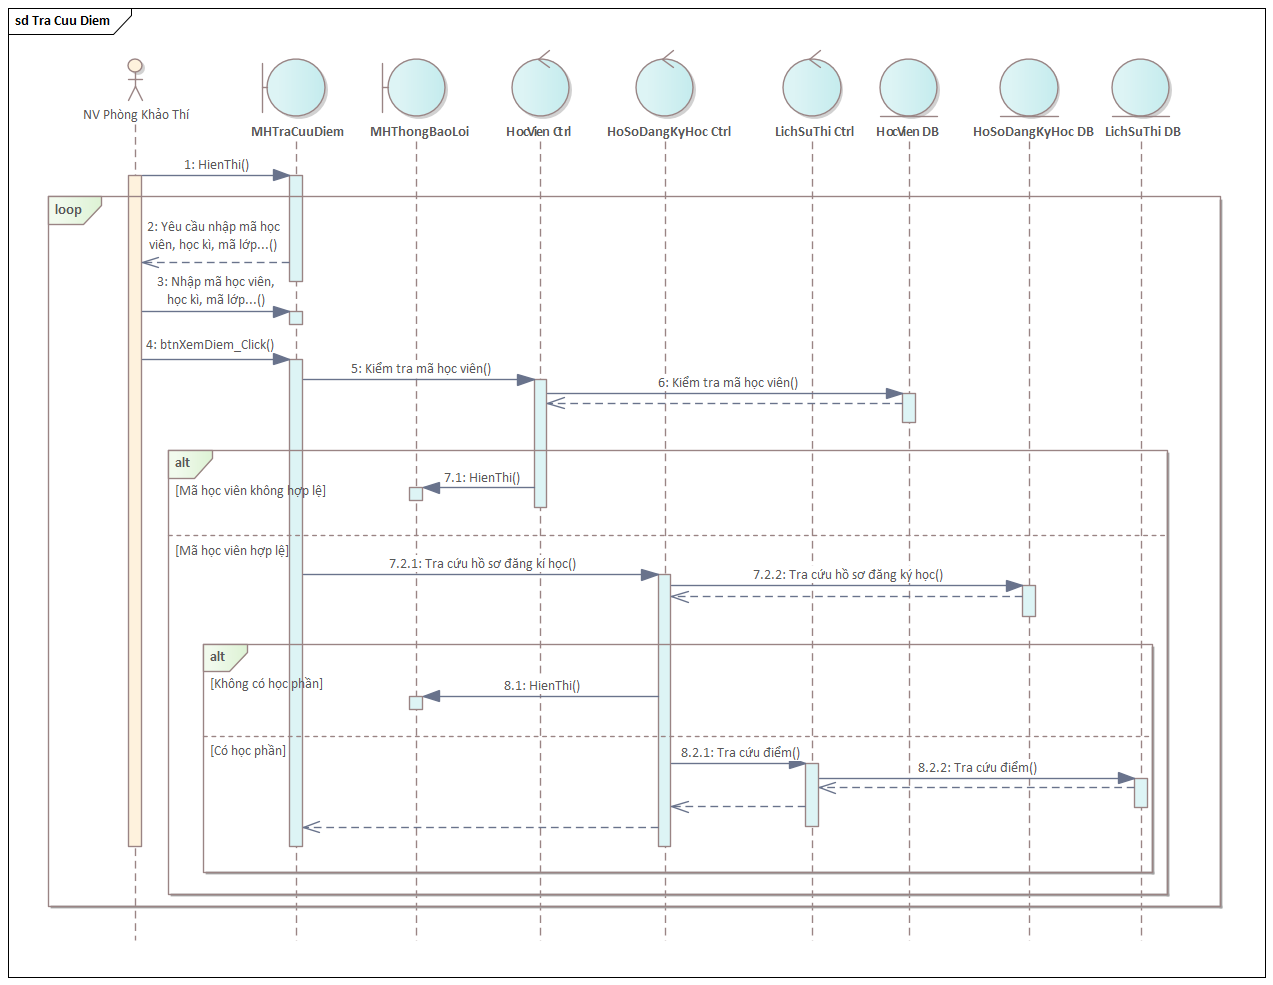 sd Tra Cuu Diem
NV Phòng Khảo Thí
MHTraCuuDiem
MHThongBaoLoi
HocVien Ctrl
HoSoDangKyHoc Ctrl
LichSuThi Ctrl
HocVien DB
HoSoDangKyHoc DB
LichSuThi DB
1: HienThi()
loop
2: Yêu cầu nhập mã học
viên, học kì, mã lớp...()
3: Nhập mã học viên,
học kì, mã lớp...()
4: btnXemDiem_Click()
5: Kiểm tra mã học viên()
6: Kiểm tra mã học viên()
alt
7.1: HienThi()
[Mã học viên không hợp lệ]
[Mã học viên hợp lệ]
7.2.1: Tra cứu hồ sơ đăng kí học()
7.2.2: Tra cứu hồ sơ đăng ký học()
alt
[Không có học phần]
8.1: HienThi()
[Có học phần]
8.2.1: Tra cứu điểm()
8.2.2: Tra cứu điểm()